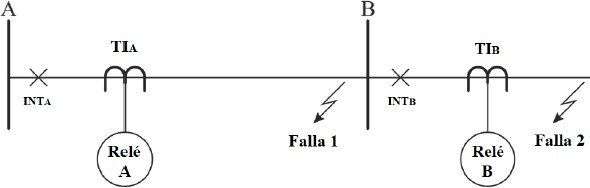 A
B
TIA
TIB
INTA
INTB
Falla 1
Falla 2
Relé
A
Relé
B